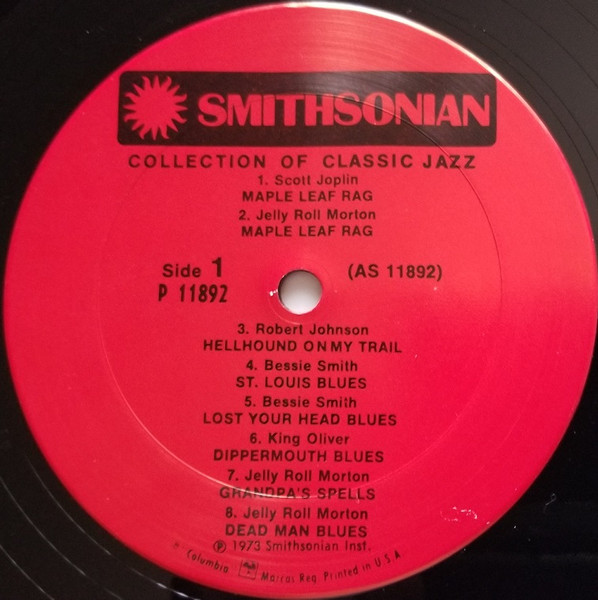 SMITHSONIAN
COLLECTION OF CLASSIC JAZZ
1. Scott Joplin
MAPLE LEAF RAG
2. Jelly Roll Morton
MAPLE LEAF RAG
Side 1 (AS 11892)
P 11892
3. Robert Johnson
HELLHOUND ON MY TRAIL
4. Bessie Smith
ST. LOUIS BLUES
5. Bessie Smith
LOST YOUR HEAD BLUES
6. King Oliver
DIPPERMOUTH BLUES
7. Jelly Roll Morton
GRANDPA'S SPELLS
8. Jelly Roll Morton
DEAD MAN BLUES
℗ 1973 Smithsonian Inst.
Columbia Marcas Reg. Printed in U.S.A.